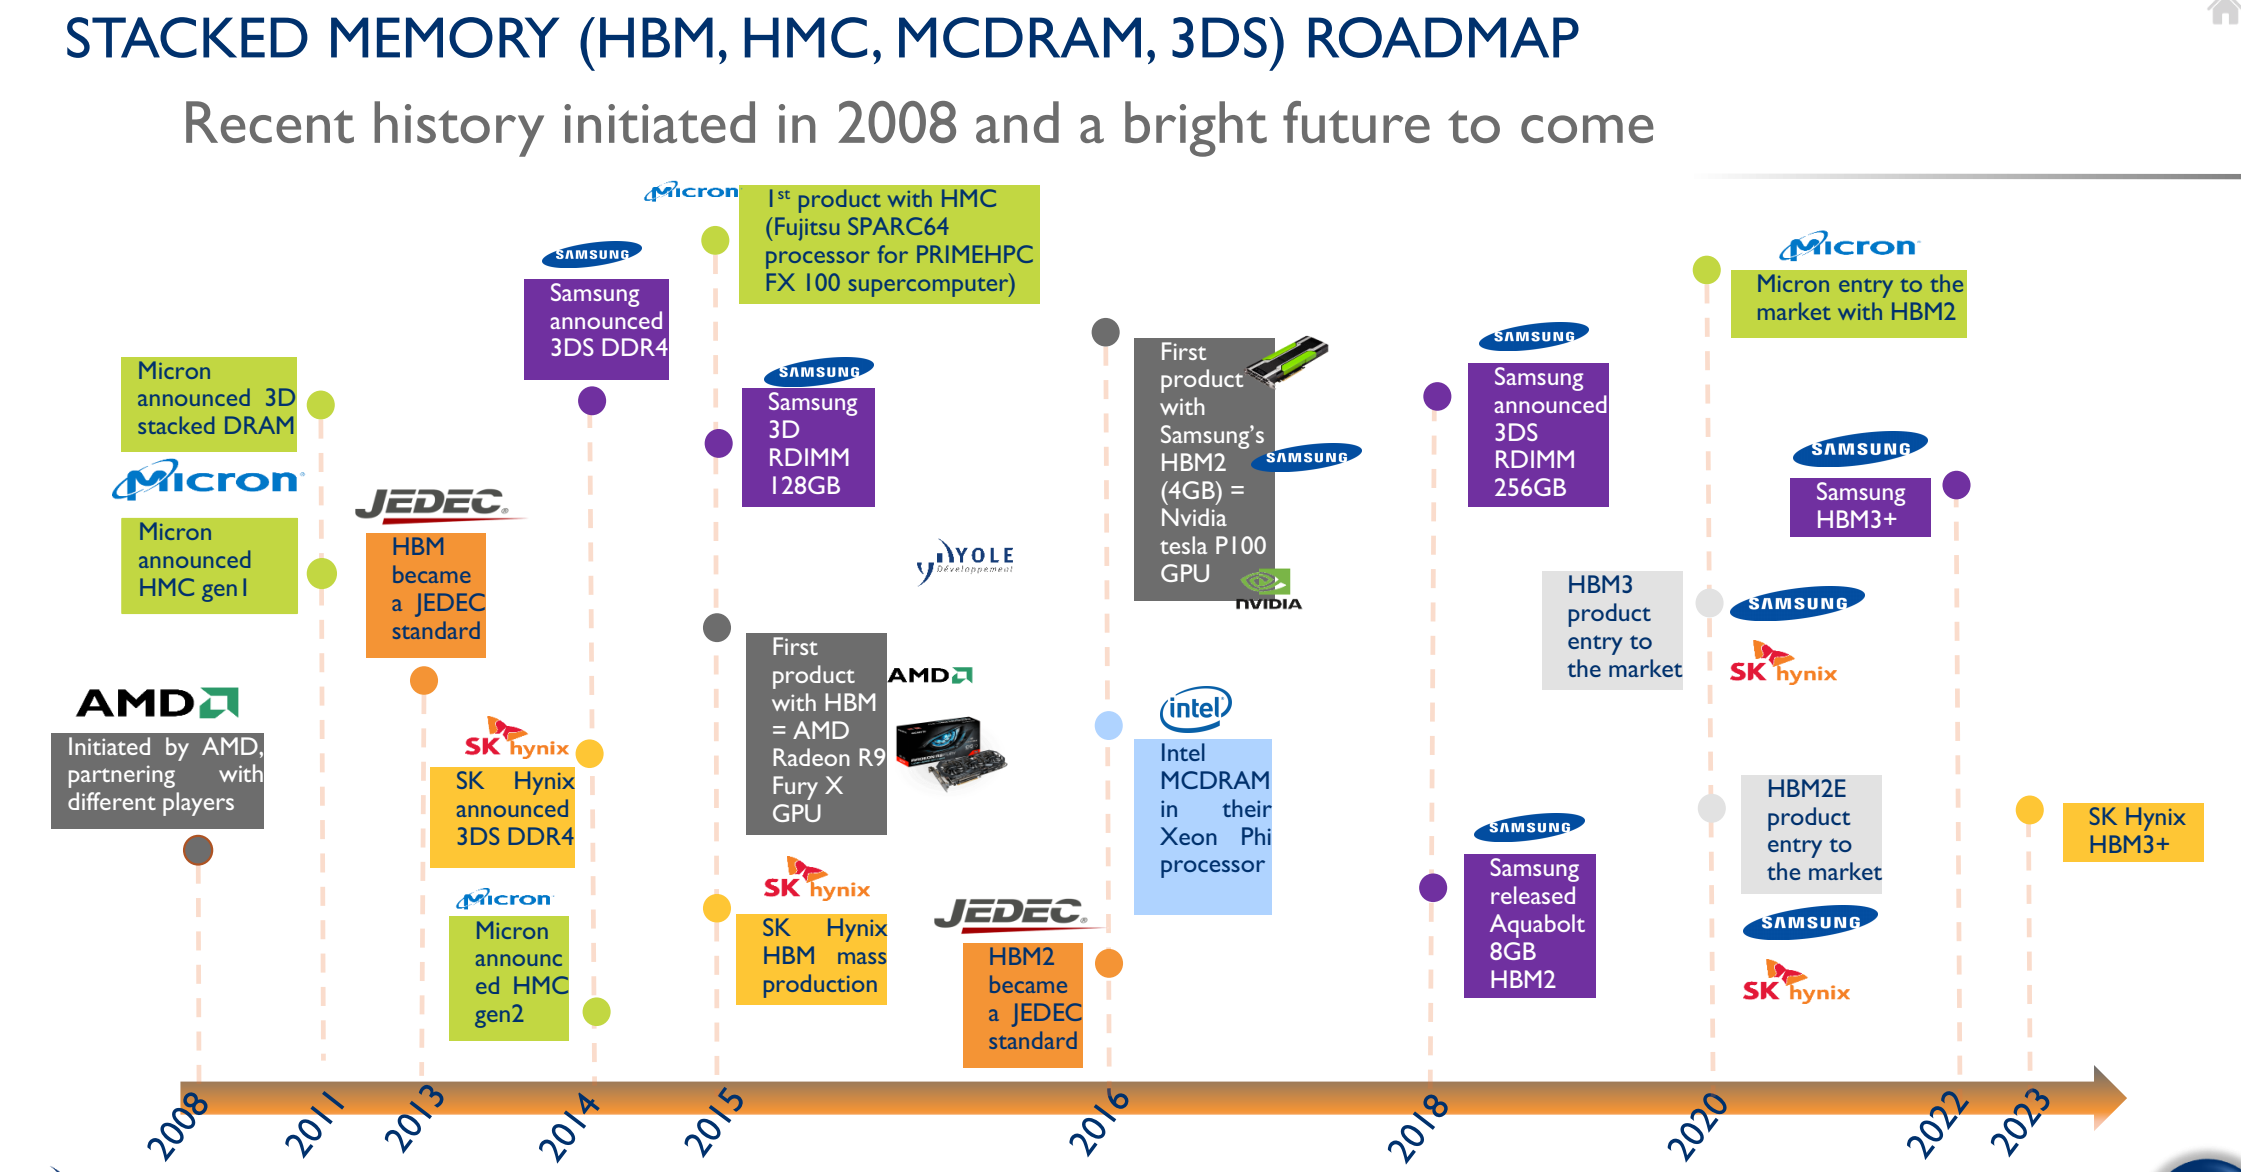 STACKED MEMORY (HBM, HMC, MCDRAM, 3DS) ROADMAP
Recent history initiated in 2008 and a bright future to come
Micron
announced 3D
stacked DRAM
Micron
Micron
announced
HMC gen1
AMD
Initiated by AMD,
partnering with
different players
JEDEC
HBM
became
a JEDEC
standard
SAMSUNG
Samsung
announced
3DS DDR4
SK hynix
SK Hynix
announced
3DS DDR4
Micron
Micron
announc
ed HMC
gen2
Micron
1st product with HMC
(Fujitsu SPARC64
processor for PRIMEHPC
FX 100 supercomputer)
SAMSUNG
Samsung
3D
RDIMM
128GB
YOLE
Développement
First
product
with HBM
= AMD
Radeon R9
Fury X
GPU
AMD
SK hynix
SK Hynix
HBM mass
production
First
product
with
Samsung's
HBM2
(4GB) =
Nvidia
tesla P100
GPU
SAMSUNG
NVIDIA
intel
Intel
MCDRAM
in their
Xeon Phi
processor
JEDEC
HBM2
became
a JEDEC
standard
SAMSUNG
Samsung
announced
3DS
RDIMM
256GB
SAMSUNG
Samsung
released
Aquabolt
8GB
HBM2
Micron
Micron entry to the
market with HBM2
HBM3
product
entry to
the market
SAMSUNG
SK hynix
HBM2E
product
entry to
the market
SAMSUNG
SK hynix
SAMSUNG
Samsung
HBM3+
SK Hynix
HBM3+
2008
2011
2013
2014
2015
2016
2018
2020
2022
2023